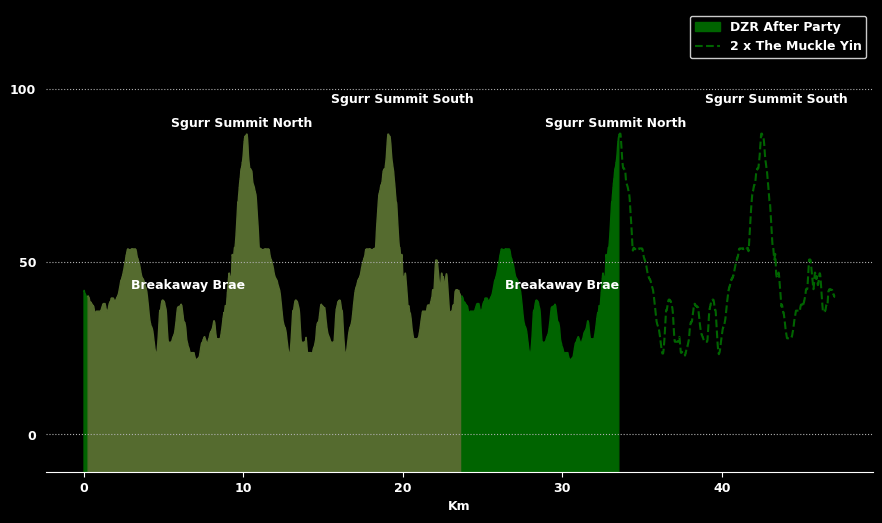 DZR After Party
2 x The Muckle Yin
100
Sgurr Summit South
Sgurr Summit South
Sgurr Summit North
Sgurr Summit North
50
Breakaway Brae
Breakaway Brae
0
0
10
20
30
40
Km